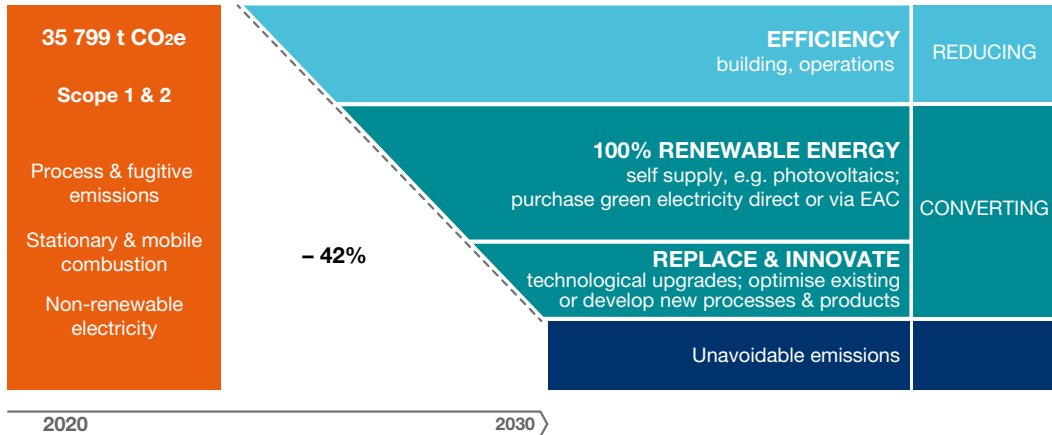 35 799 t CO2e
Scope 1 & 2
Process & fugitive
emissions
Stationary & mobile
combustion
Non-renewable
electricity
– 42%
EFFICIENCY
building, operations
REDUCING
100% RENEWABLE ENERGY
self supply, e.g. photovoltaics;
purchase green electricity direct or via EAC
CONVERTING
REPLACE & INNOVATE
technological upgrades; optimise existing
or develop new processes & products
Unavoidable emissions
2020
2030